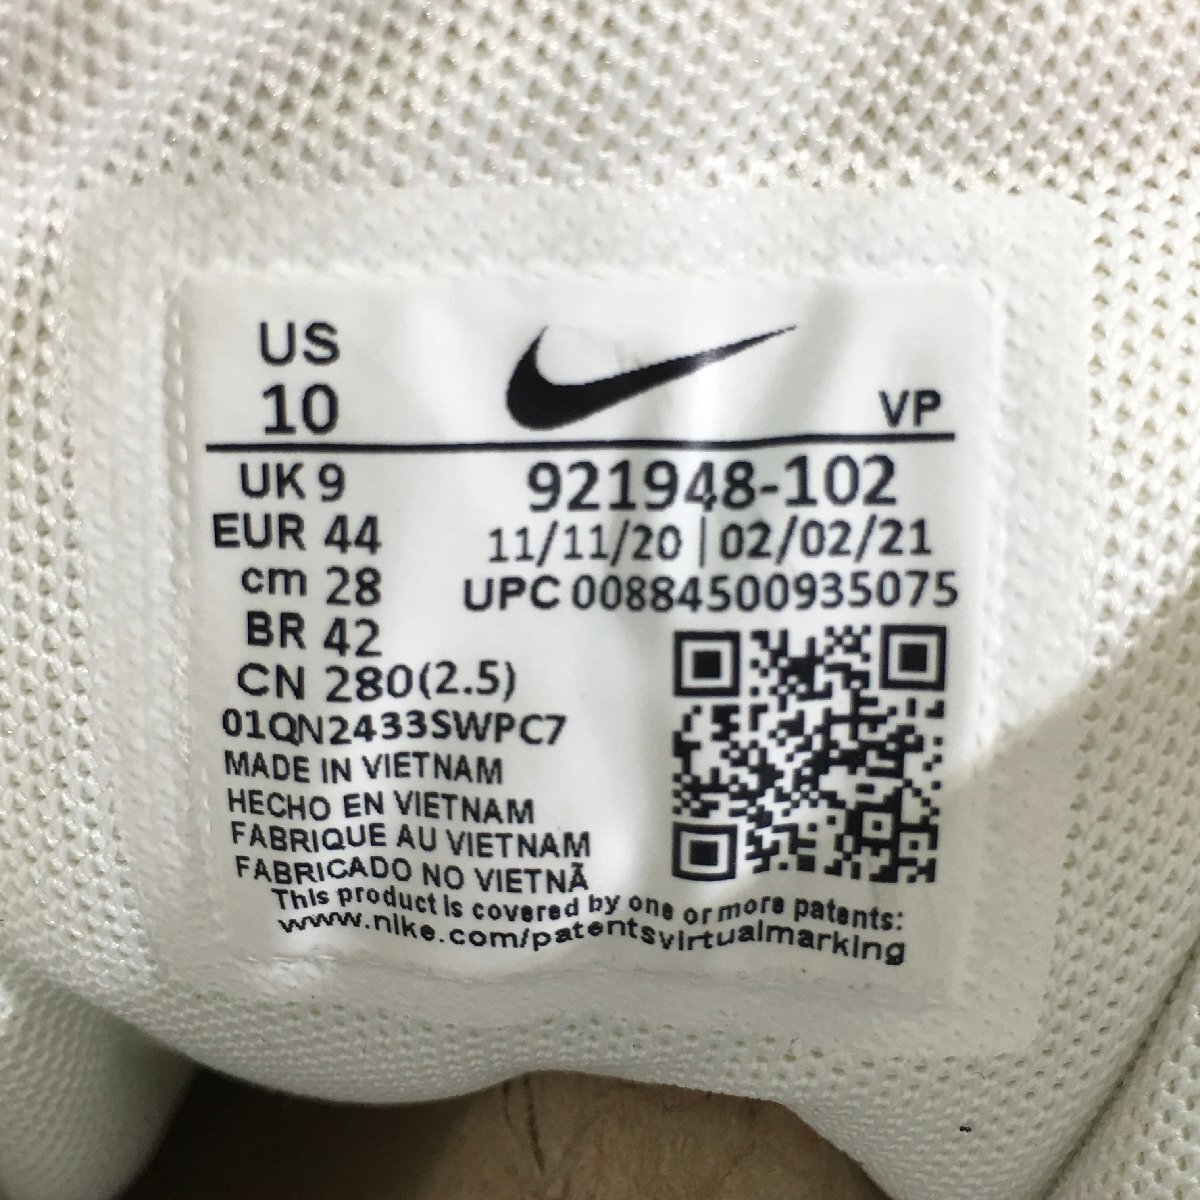 US
10
VP
UK 9
EUR 44
cm 28
BR 42
CN 280(2.5)
921948-102
11/11/20 | 02/02/21
UPC 00884500935075
01QN2433SWPC7
MADE IN VIETNAM
HECHO EN VIETNAM
FABRIQUE AU VIETNAM
FABRICADO NO VIETNÃ
This product is covered by one or more patents:
www.nike.com/patentsvirtualmarking